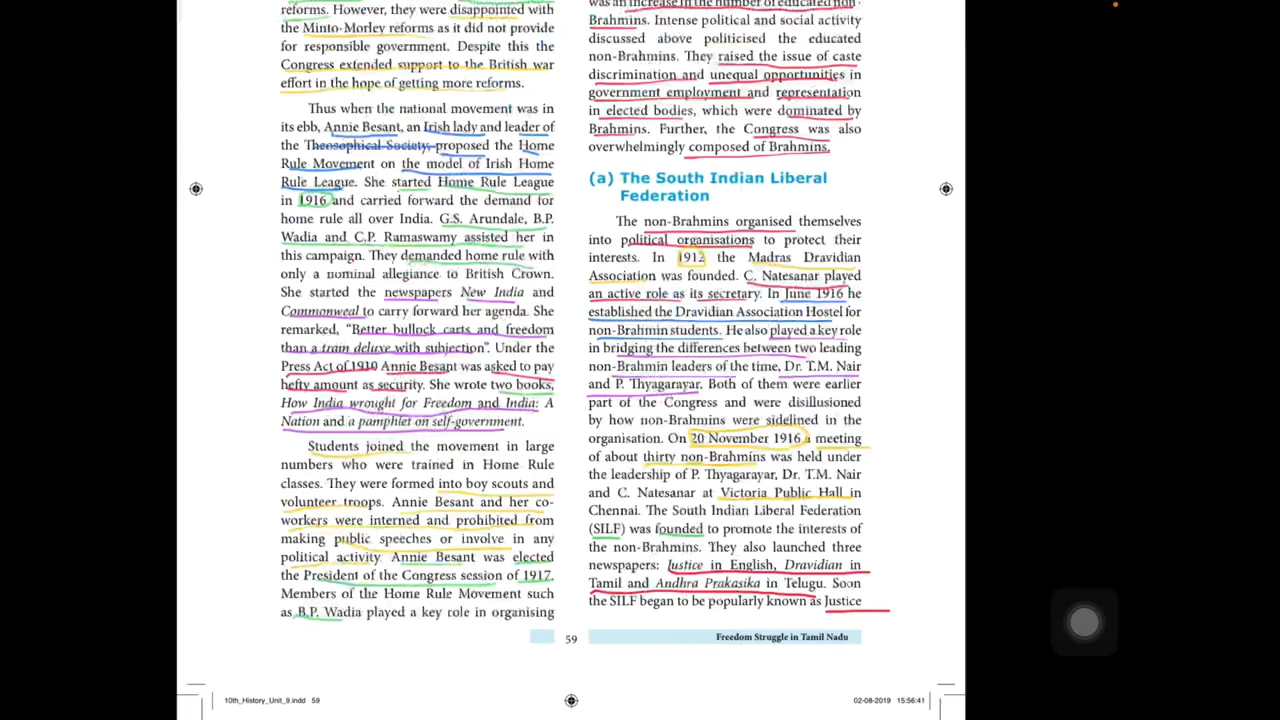 reforms. However, they were disappointed with
the Minto-Morley reforms as it did not provide
for responsible government. Despite this the
Congress extended support to the British war
effort in the hope of getting more reforms.
Thus when the national movement was in
its ebb, Annie Besant, an Irish lady and leader of
the Theosophical Society, proposed the Home
Rule Movement on the model of Irish Home
Rule League. She started Home Rule League
in 1916 and carried forward the demand for
home rule all over India. G.S. Arundale, B.P.
Wadia and C.P. Ramaswamy assisted her in
this campaign. They demanded home rule with
only a nominal allegiance to British Crown.
She started the newspapers New India and
Commonweal to carry forward her agenda. She
remarked, “Better bullock carts and freedom
than a train deluxe with subjection”. Under the
Press Act of 1910 Annie Besant was asked to pay
hefty amount as security. She wrote two books,
How India wrought for Freedom and India: A
Nation and a pamphlet on self-government.
Students joined the movement in large
numbers who were trained in Home Rule
classes. They were formed into boy scouts and
volunteer troops. Annie Besant and her co-
workers were interned and prohibited from
making public speeches or involve in any
political activity. Annie Besant was elected
the President of the Congress session of 1917.
Members of the Home Rule Movement such
as B.P. Wadia played a key role in organising
was an increase in the number of educated non-
Brahmins. Intense political and social activity
discussed above politicised the educated
non-Brahmins. They raised the issue of caste
discrimination and unequal opportunities in
government employment and representation
in elected bodies, which were dominated by
Brahmins. Further, the Congress was also
overwhelmingly composed of Brahmins.
(a) The South Indian Liberal
Federation
The non-Brahmins organised themselves
into political organisations to protect their
interests. In 1912 the Madras Dravidian
Association was founded. C. Natesanar played
an active role as its secretary. In June 1916 he
established the Dravidian Association Hostel for
non-Brahmin students. He also played a key role
in bridging the differences between two leading
non-Brahmin leaders of the time, Dr. T.M. Nair
and P. Thyagarayar. Both of them were earlier
part of the Congress and were disillusioned
by how non-Brahmins were sidelined in the
organisation. On 20 November 1916 a meeting
of about thirty non-Brahmins was held under
the leadership of P. Thyagarayar, Dr. T.M. Nair
and C. Natesanar at Victoria Public Hall in
Chennai. The South Indian Liberal Federation
(SILF) was founded to promote the interests of
the non-Brahmins. They also launched three
newspapers: Justice in English, Dravidian in
Tamil and Andhra Prakasika in Telugu. Soon
the SILF began to be popularly known as Justice
59
Freedom Struggle in Tamil Nadu
10th_History_Unit_9.indd 59
02-08-2019 15:56:41